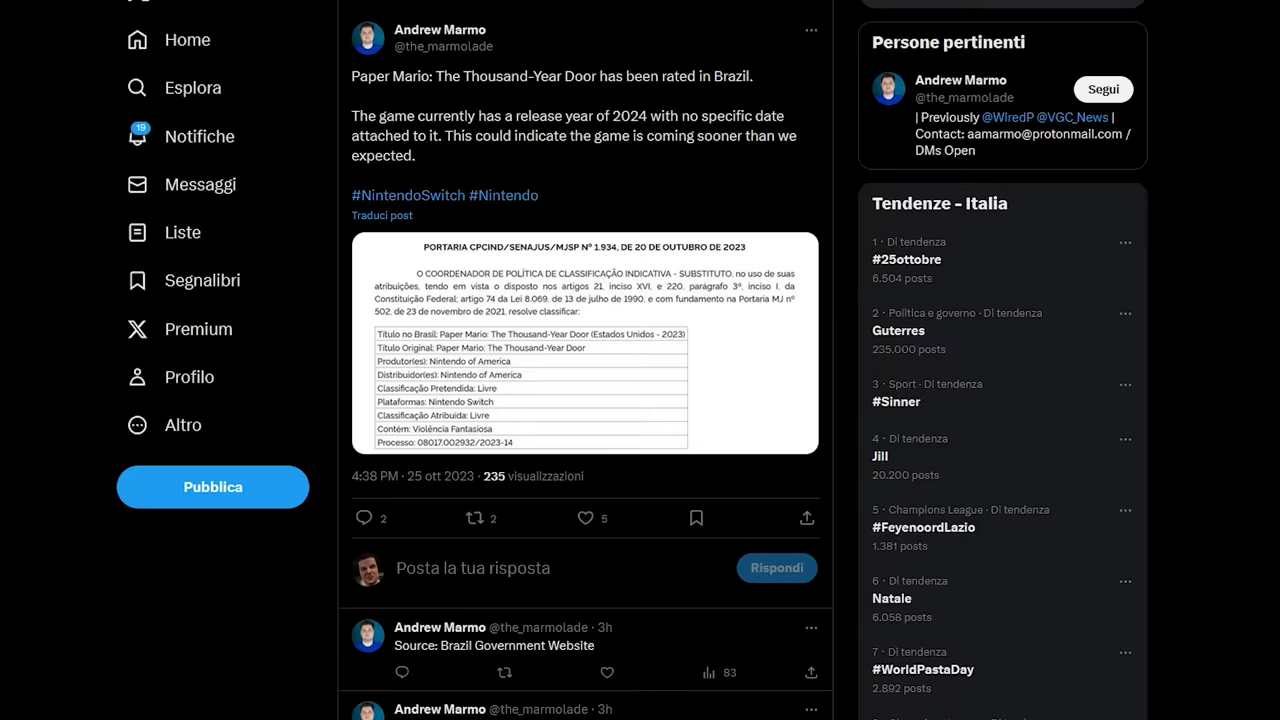 Home
Esplora
19
Notifiche
Messaggi
Liste
Segnalibri
Premium
Profilo
Altro
Pubblica
Andrew Marmo
@the_marmolade
Paper Mario: The Thousand-Year Door has been rated in Brazil.
The game currently has a release year of 2024 with no specific date
attached to it. This could indicate the game is coming sooner than we
expected.
#NintendoSwitch #Nintendo
Traduci post
PORTARIA CPCIND/SENAJUS/MJSP Nº 1.934, DE 20 DE OUTUBRO DE 2023
O COORDENADOR DE POLÍTICA DE CLASSIFICAÇÃO INDICATIVA - SUBSTITUTO, no uso de suas
atribuições, tendo em vista o disposto nos artigos 21, inciso XVI, e 220, parágrafo 3º, inciso I, da
Constituição Federal; artigo 74 da Lei 8.069, de 13 de julho de 1990, e com fundamento na Portaria MJ nº
502, de 23 de novembro de 2021, resolve classificar:
Título no Brasil: Paper Mario: The Thousand-Year Door (Estados Unidos - 2023)
Título Original: Paper Mario: The Thousand-Year Door
Produtor(es): Nintendo of America
Distribuidor(es): Nintendo of America
Classificação Pretendida: Livre
Plataformas: Nintendo Switch
Classificação Atribuída: Livre
Contém: Violência Fantasiosa
Processo: 08017.002932/2023-14
4:38 PM · 25 ott 2023 · 235 visualizzazioni
2 2 5
Posta la tua risposta
Rispondi
Andrew Marmo @the_marmolade · 3h
Source: Brazil Government Website
83
Andrew Marmo @the_marmolade · 3h
Persone pertinenti
Andrew Marmo
@the_marmolade
Segui
| Previously @WiredP @VGC_News |
Contact: aamarmo@protonmail.com /
DMs Open
Tendenze - Italia
1 · Di tendenza
#25ottobre
6.504 posts
2 · Politica e governo · Di tendenza
Guterres
235.000 posts
3 · Sport · Di tendenza
#Sinner
4 · Di tendenza
Jill
20.200 posts
5 · Champions League · Di tendenza
#FeyenoordLazio
1.381 posts
6 · Di tendenza
Natale
6.058 posts
7 · Di tendenza
#WorldPastaDay
2.892 posts